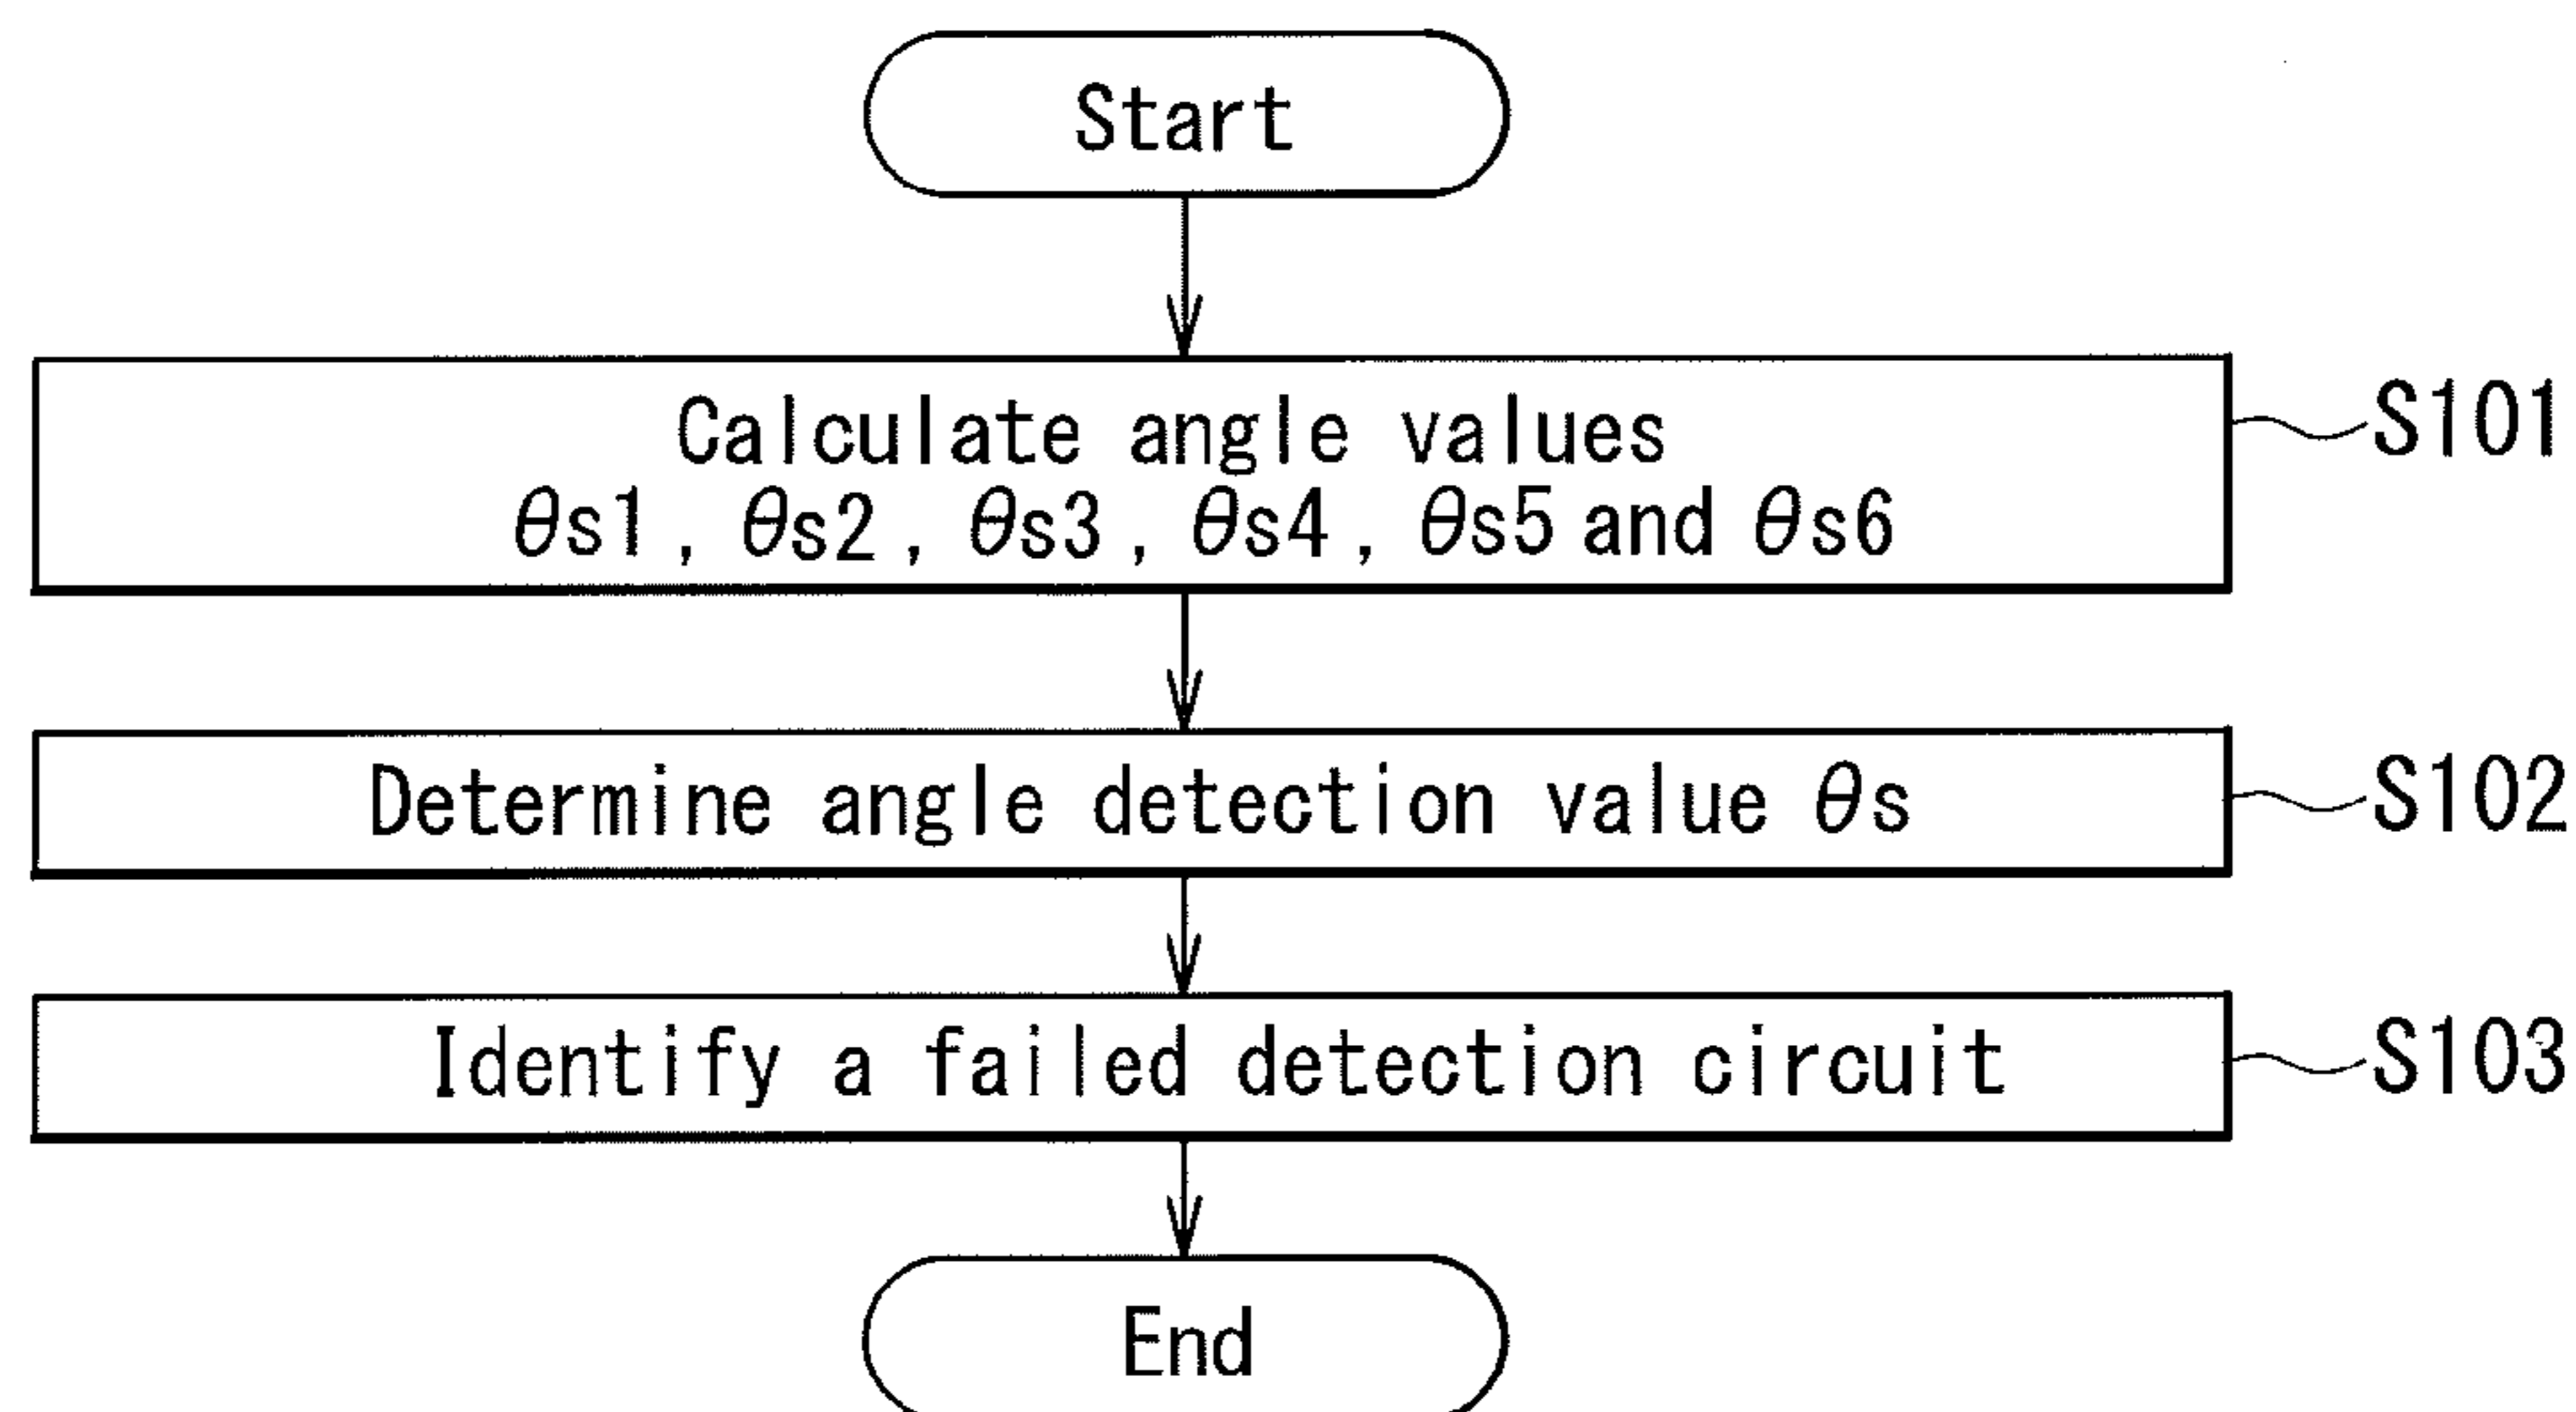 Start
Calculate angle values
θs1, θs2, θs3, θs4, θs5 and θs6
S101
Determine angle detection value θs
S102
Identify a failed detection circuit
S103
End